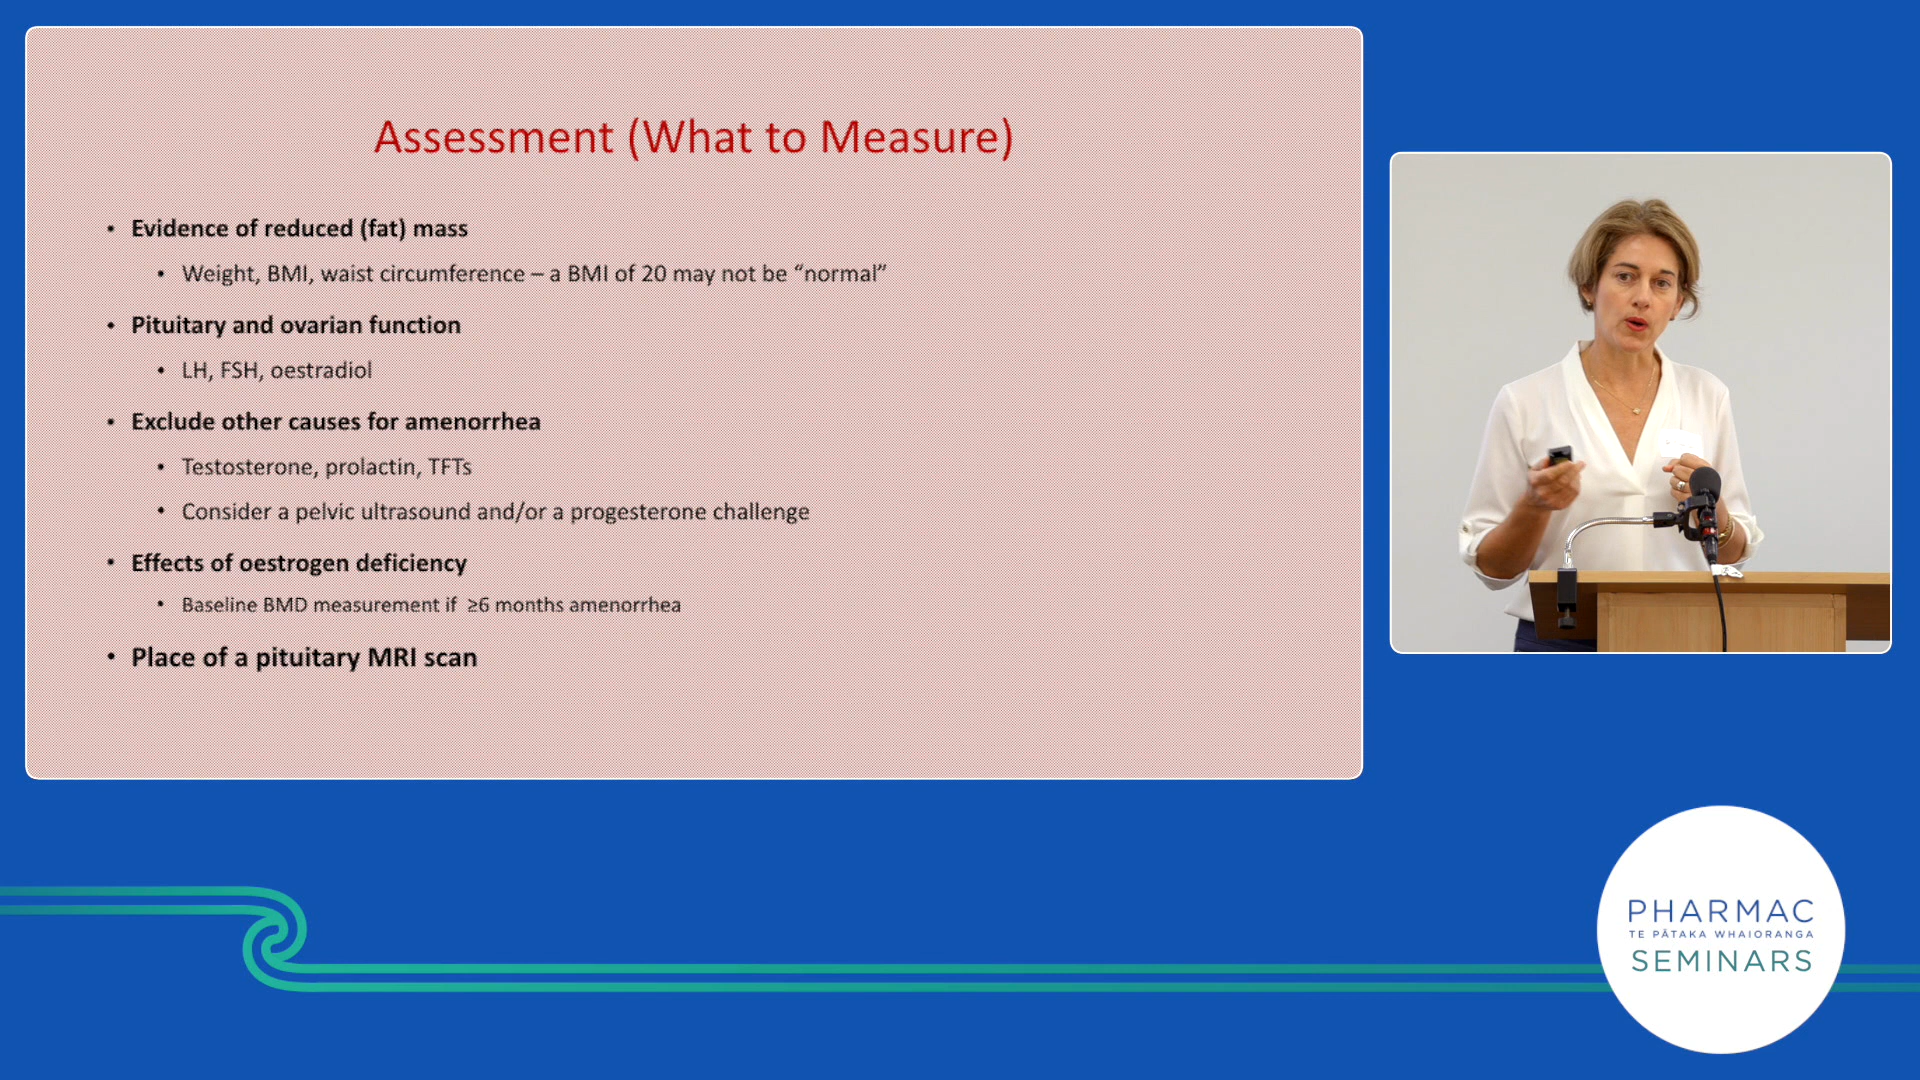 Assessment (What to Measure)
• Evidence of reduced (fat) mass
• Weight, BMI, waist circumference – a BMI of 20 may not be “normal”
• Pituitary and ovarian function
• LH, FSH, oestradiol
• Exclude other causes for amenorrhea
• Testosterone, prolactin, TFTs
• Consider a pelvic ultrasound and/or a progesterone challenge
• Effects of oestrogen deficiency
• Baseline BMD measurement if ≥6 months amenorrhea
• Place of a pituitary MRI scan
PHARMAC
TE PĀTAKA WHAIORANGA
SEMINARS